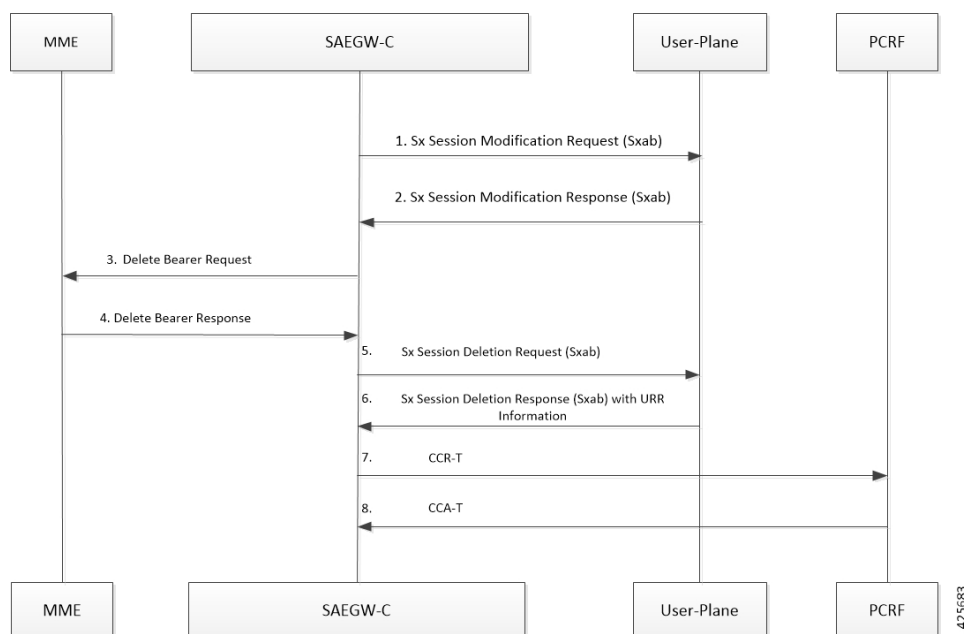 MME
SAEGW-C
User-Plane
PCRF
1. Sx Session Modification Request (Sxab)
2. Sx Session Modification Response (Sxab)
3. Delete Bearer Request
4. Delete Bearer Response
5. Sx Session Deletion Request (Sxab)
6. Sx Session Deletion Response (Sxab) with URR
Information
7. CCR-T
8. CCA-T
MME
SAEGW-C
User-Plane
PCRF
425683